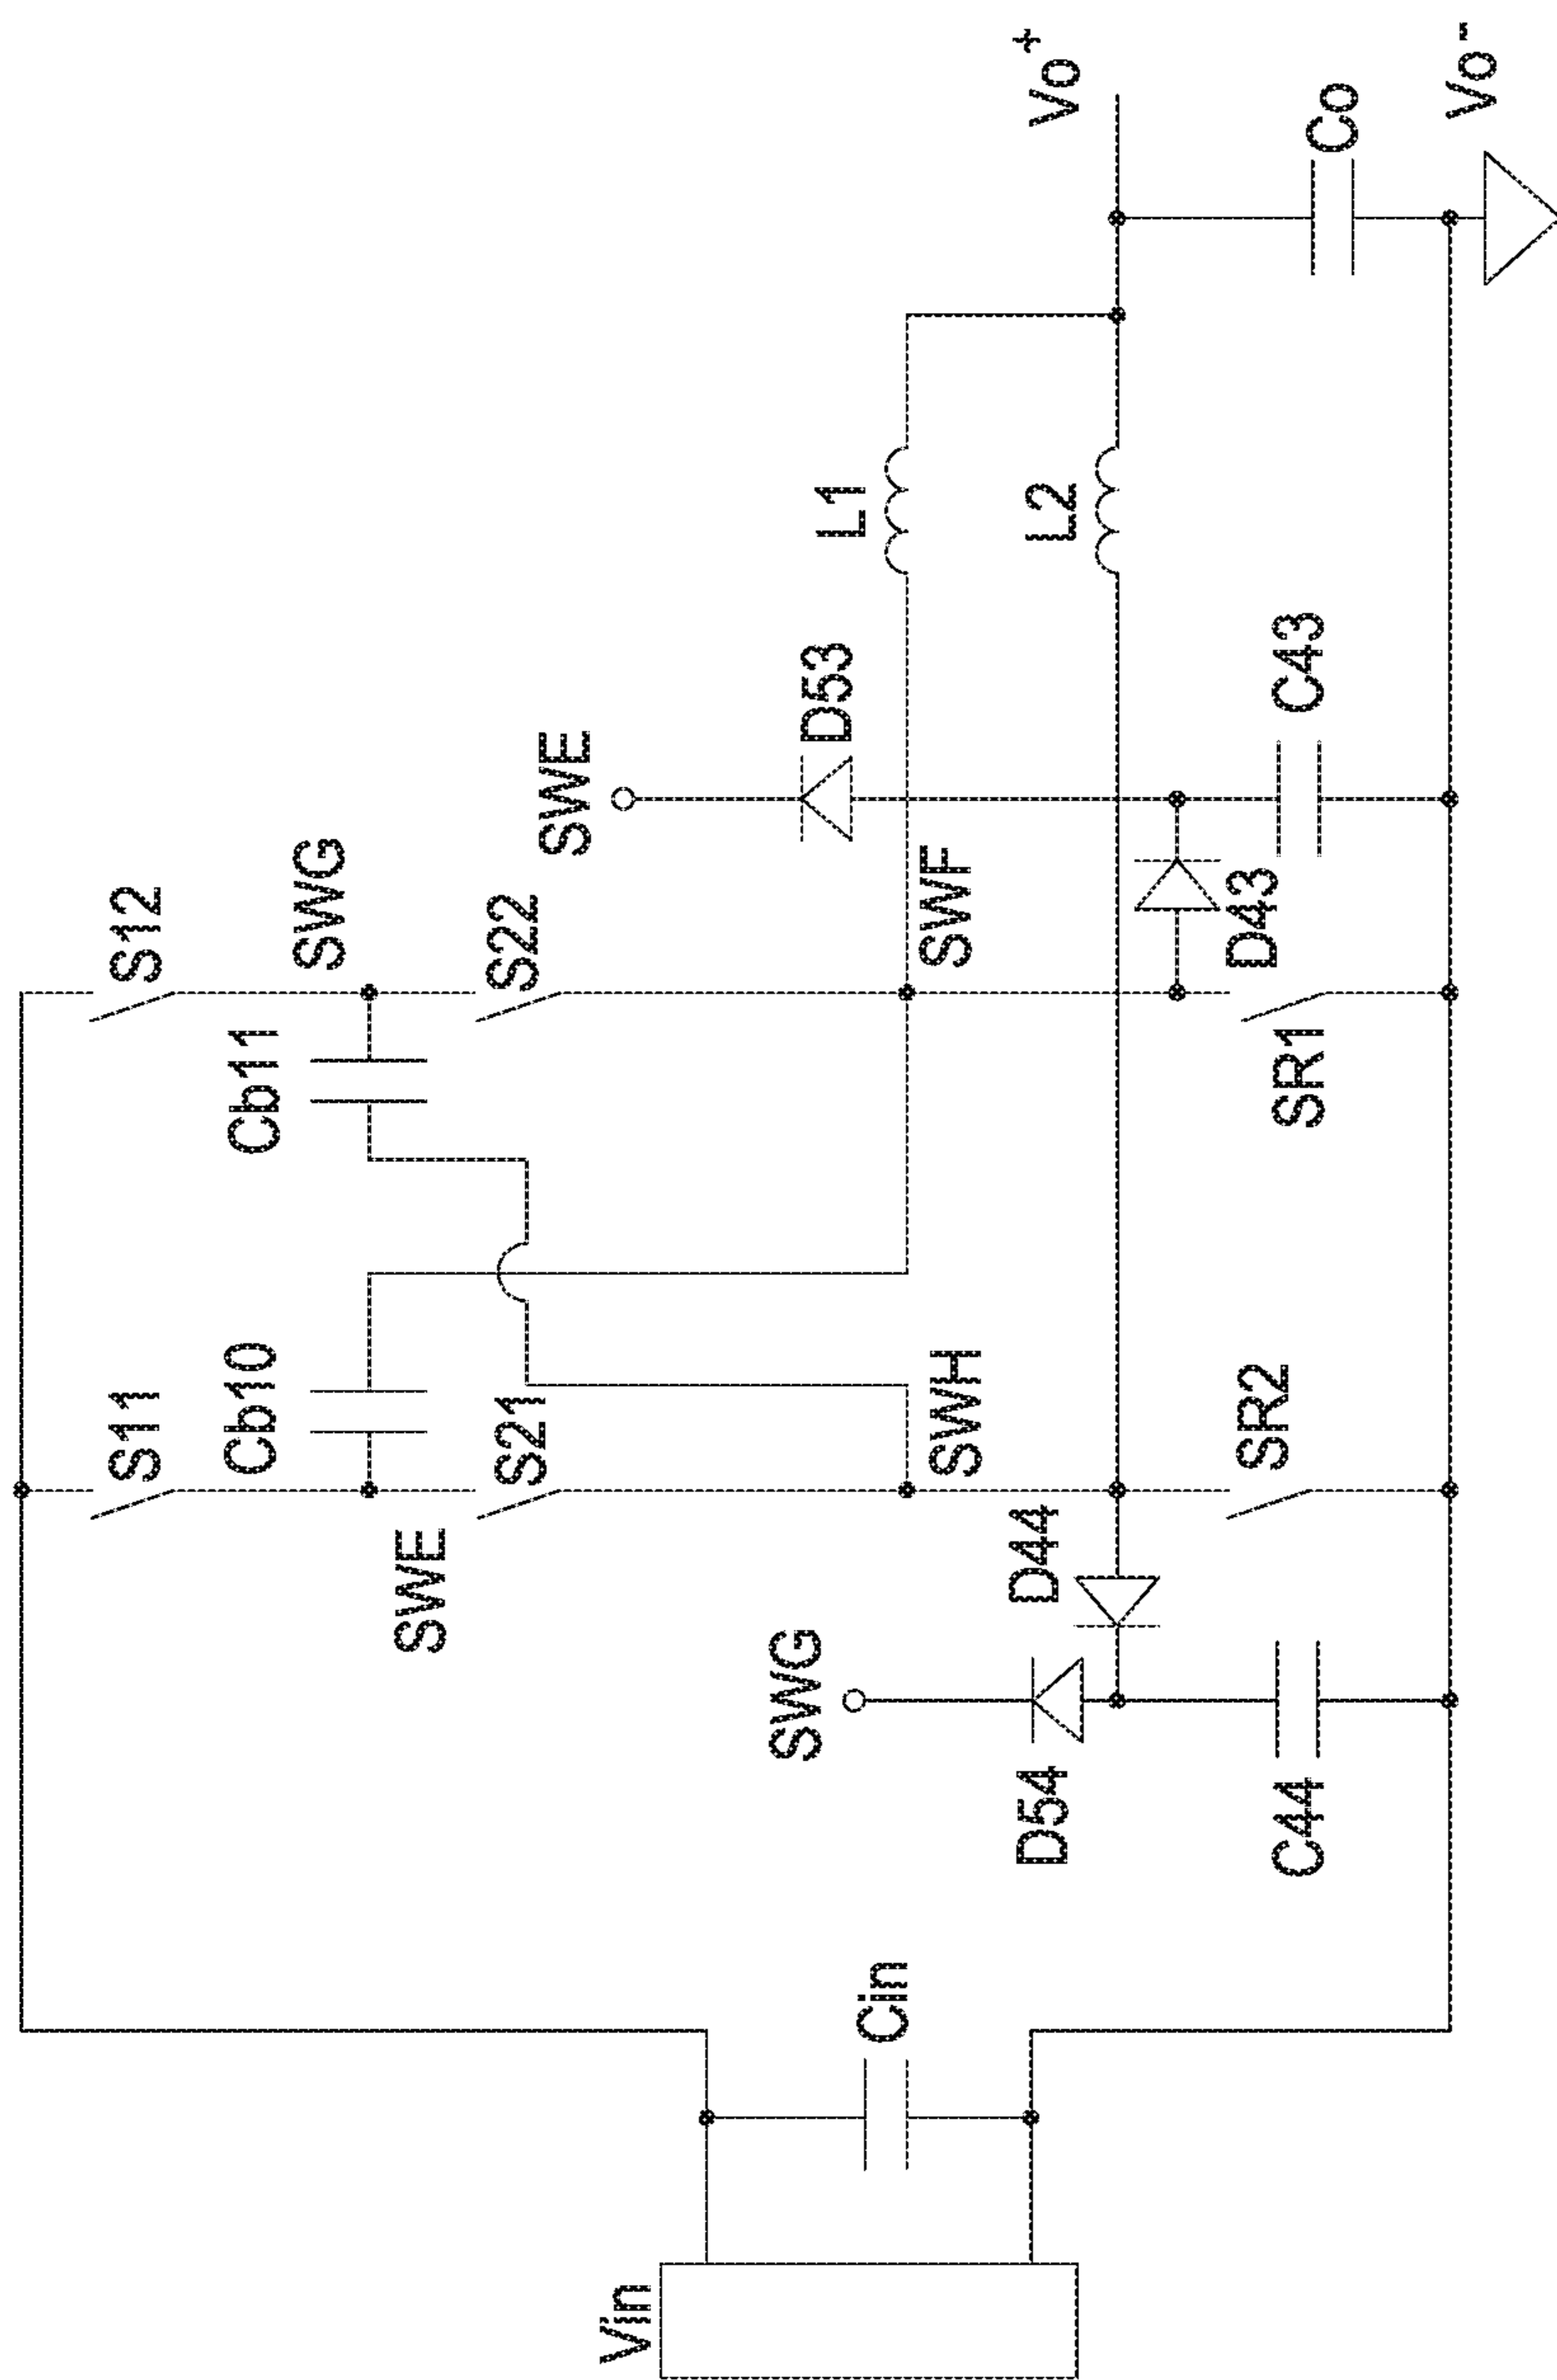 Vin
Cin
S11
Cb10
SWE
S21
SWH
SWG
D54
D44
C44
SR2
S12
SWG
Cb11
S22
SWF
SWE
D53
D43
C43
SR1
L1
L2
Vo+
Co
Vo-